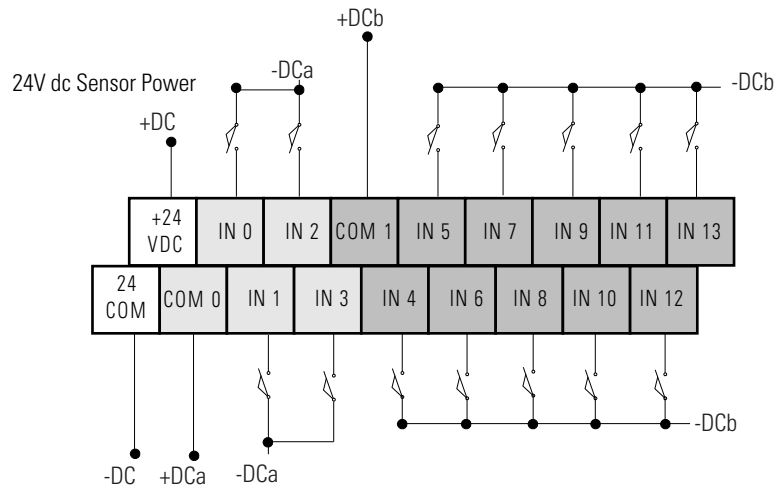 +DCb
24V dc Sensor Power
-DCa
-DCb
+DC
+24
VDC
IN 0
IN 2
COM 1
IN 5
IN 7
IN 9
IN 11
IN 13
24
COM
COM 0
IN 1
IN 3
IN 4
IN 6
IN 8
IN 10
IN 12
-DCb
-DC
+DCa
-DCa